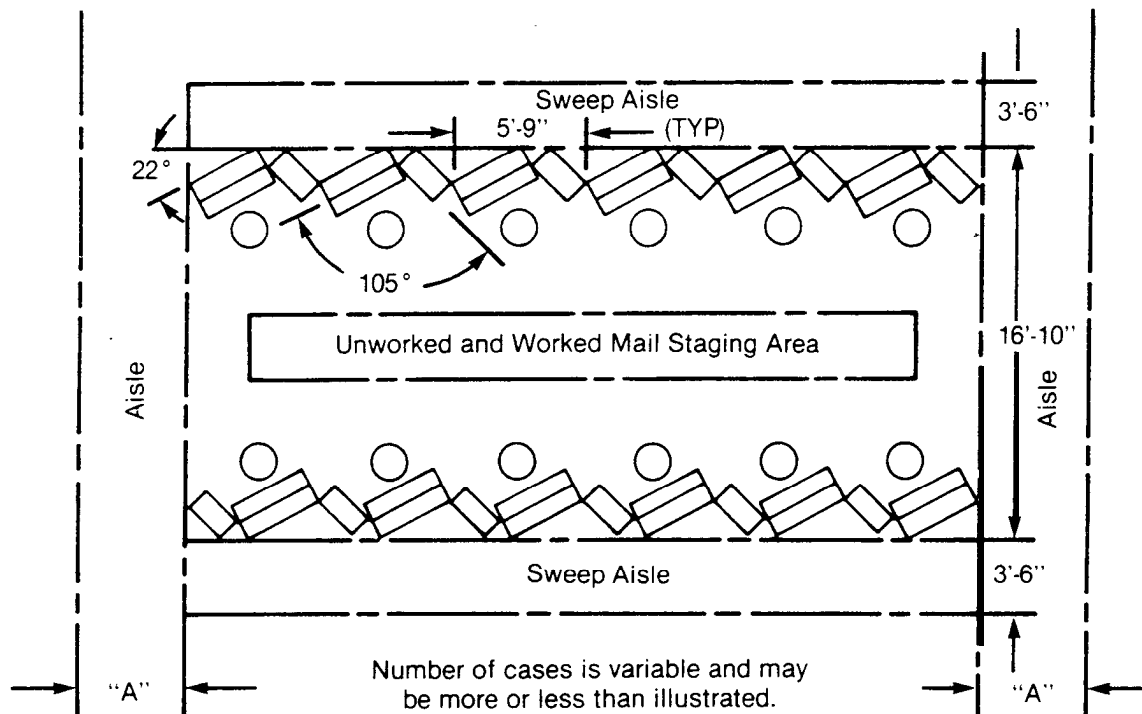 Sweep Aisle
3'-6"
5'-9"
(TYP)
22°
105°
Unworked and Worked Mail Staging Area
16'-10"
Aisle
Aisle
Sweep Aisle
3'-6"
Number of cases is variable and may
be more or less than illustrated.
"A"
"A"